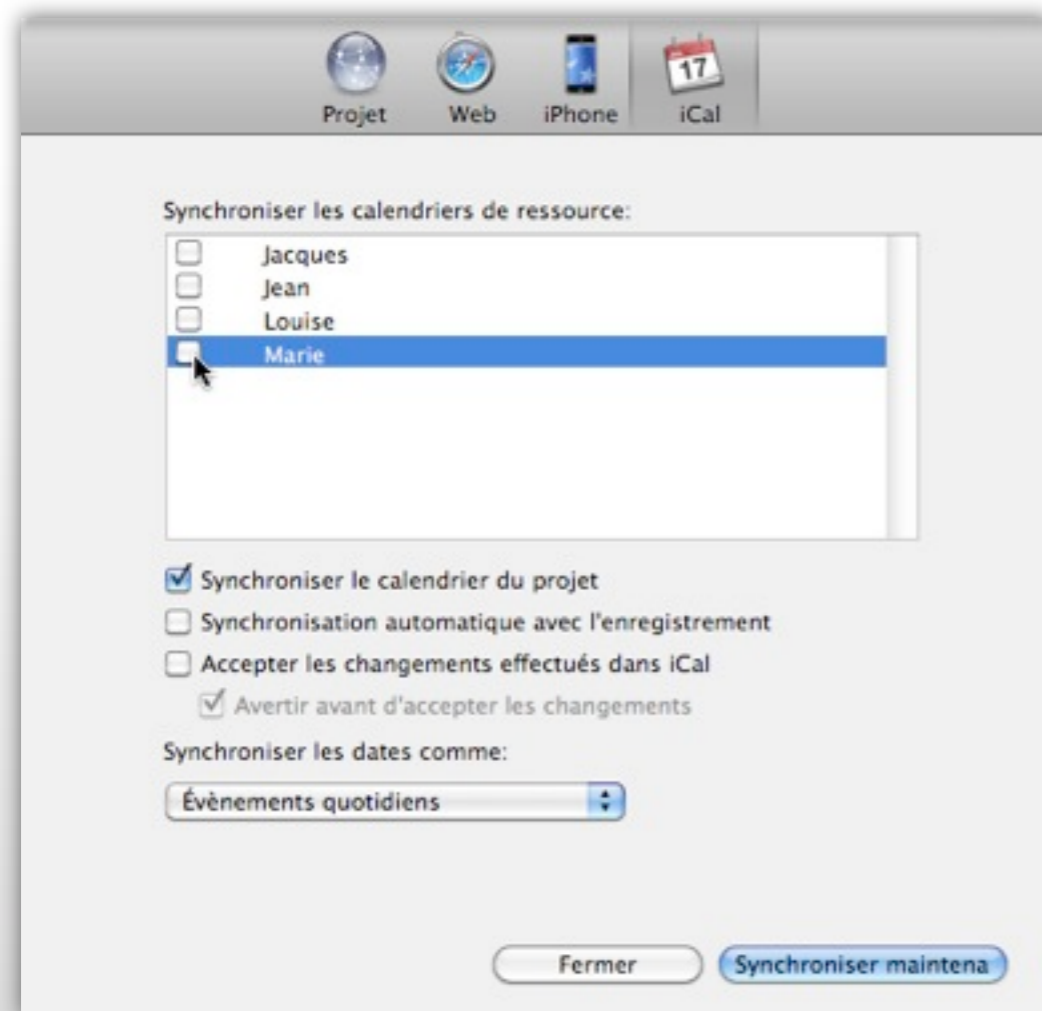 Projet Web iPhone 17 iCal
Synchroniser les calendriers de ressource:
Jacques
Jean
Louise
Marie
Synchroniser le calendrier du projet
Synchronisation automatique avec l'enregistrement
Accepter les changements effectués dans iCal
Avertir avant d'accepter les changements
Synchroniser les dates comme:
Évènements quotidiens
Fermer Synchroniser maintena